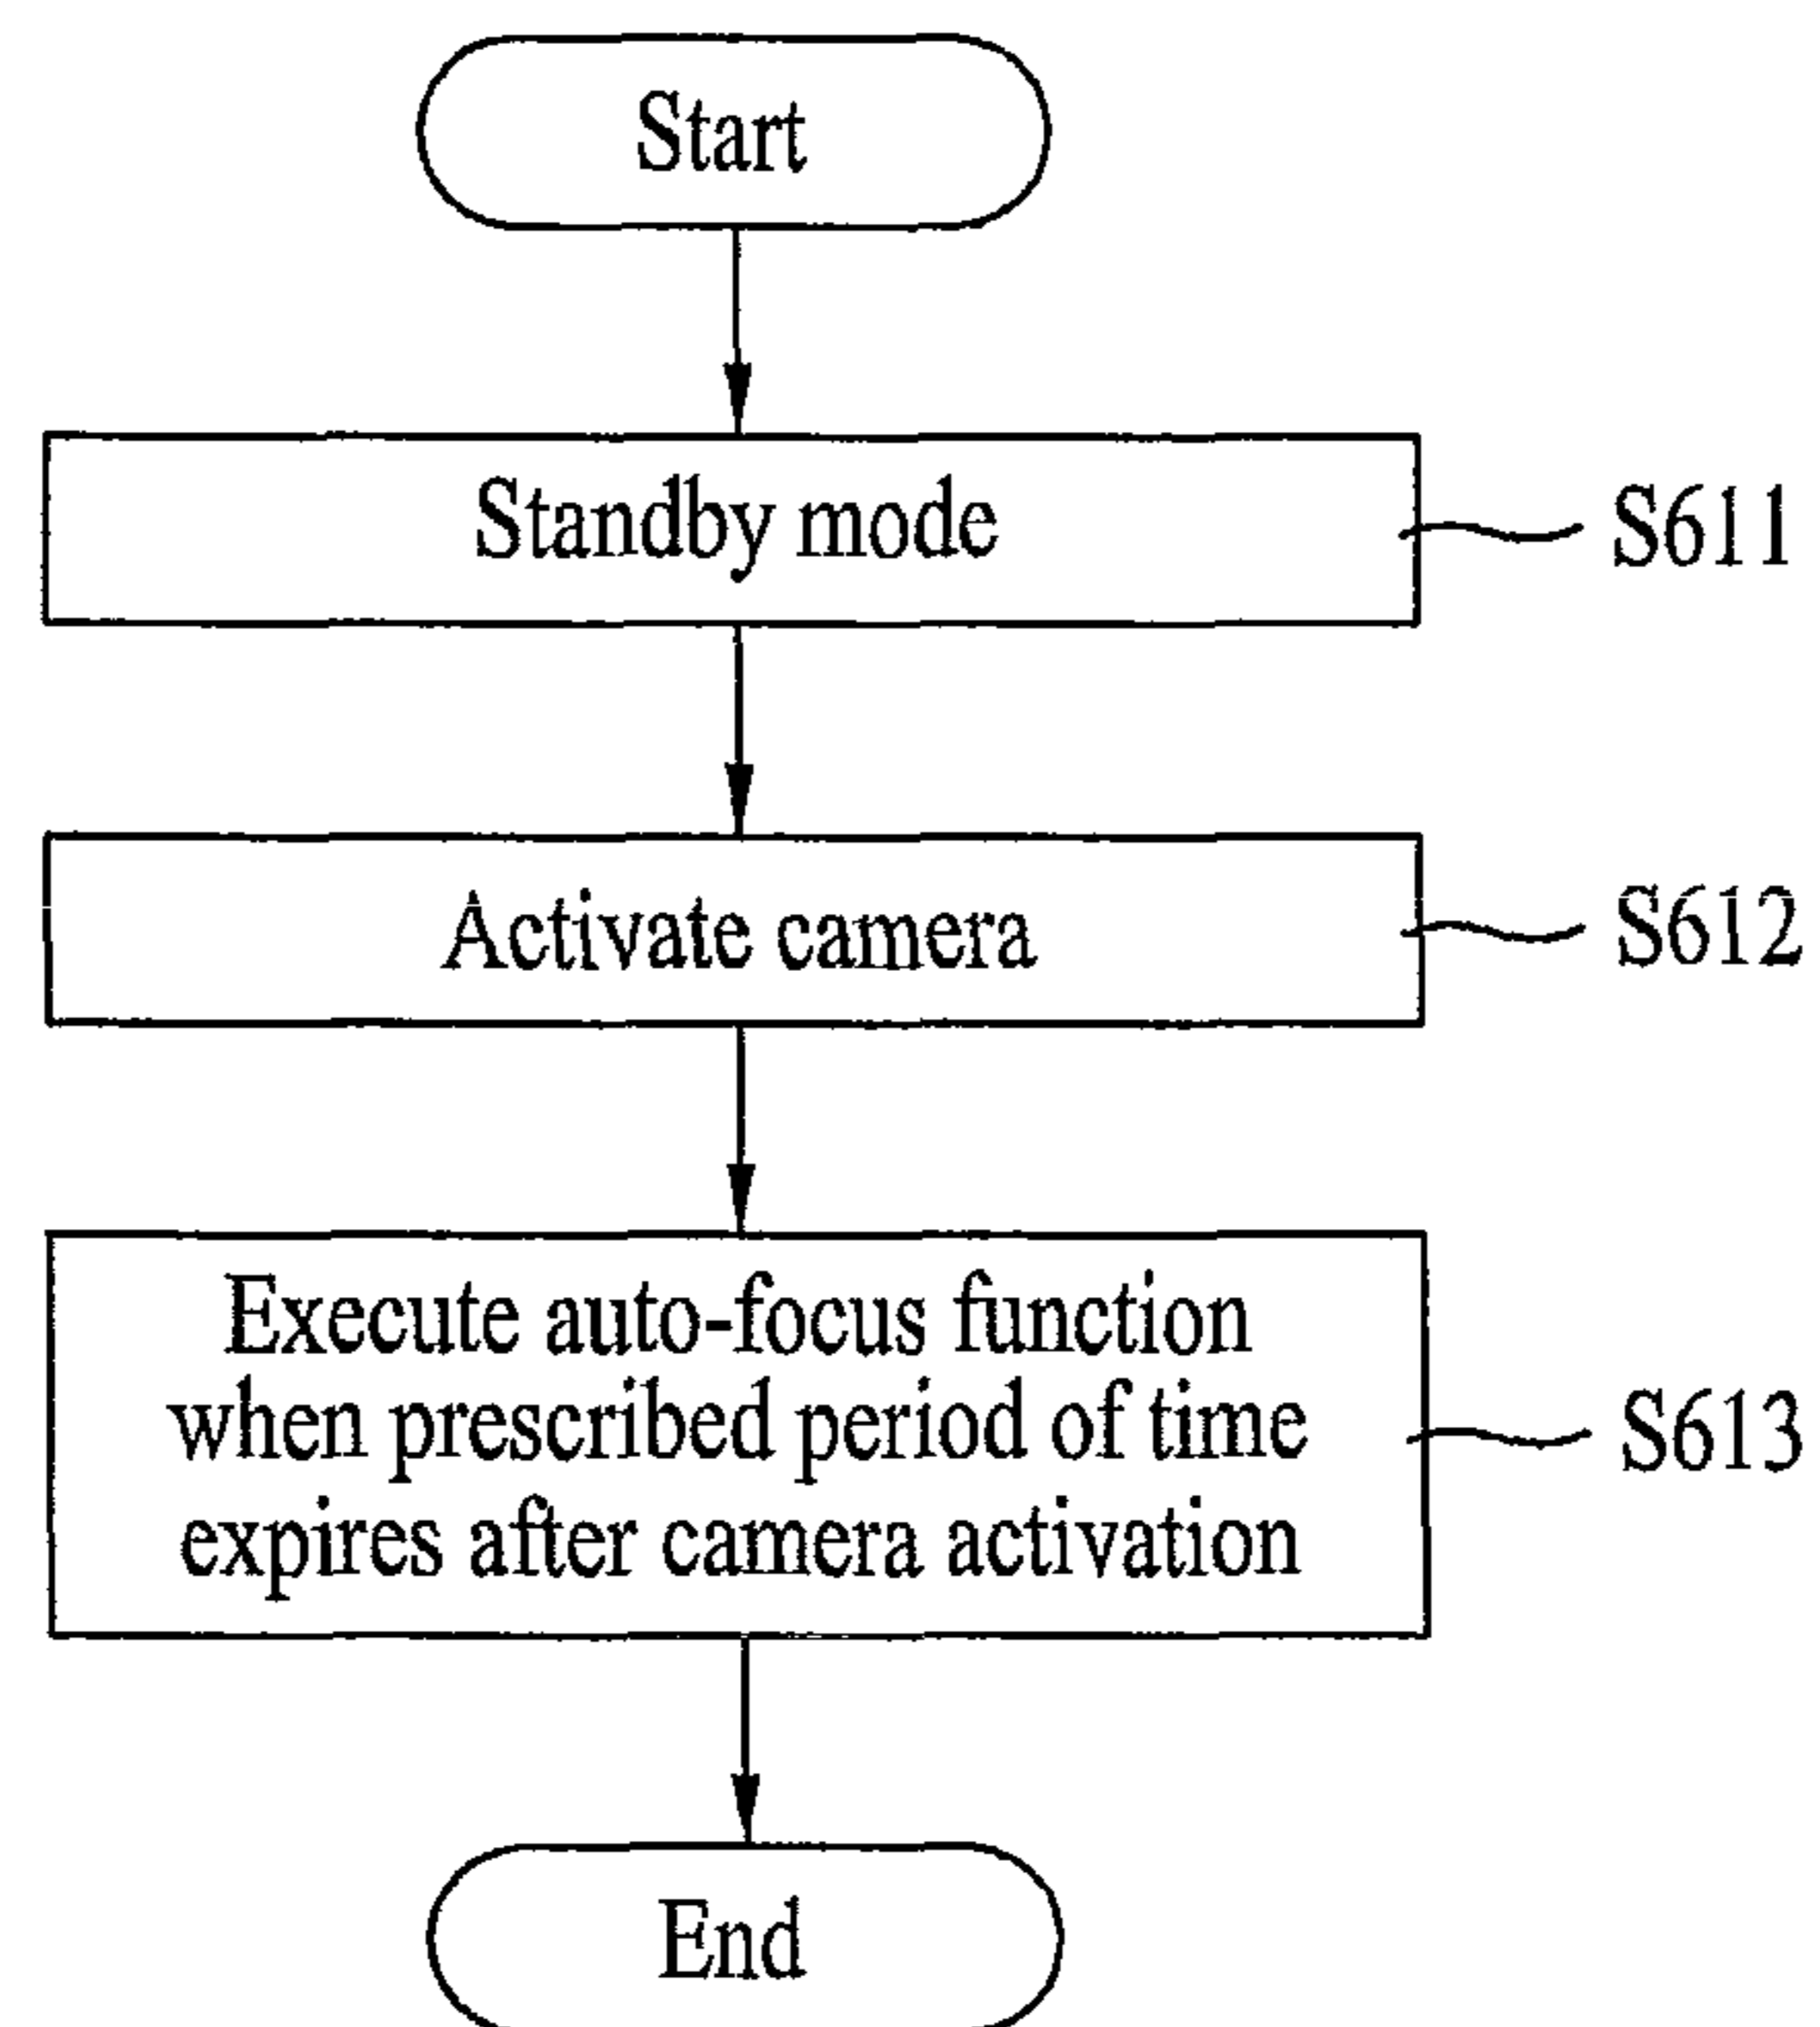 Start
Standby mode
S611
Activate camera
S612
Execute auto-focus function
when prescribed period of time
expires after camera activation
S613
End